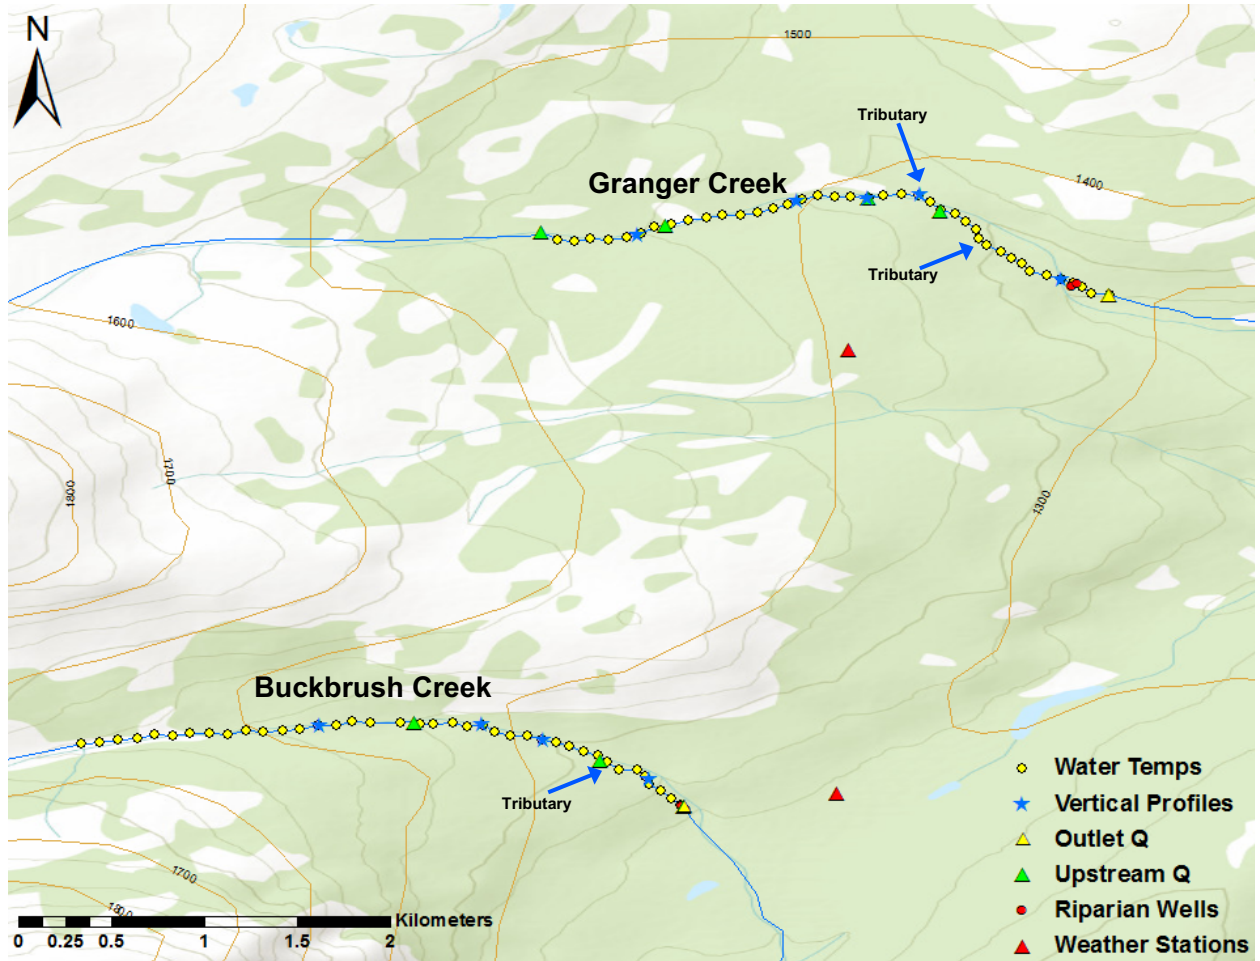 N
1500
Tributary
Granger Creek
1400
Tributary
1600
1700
1800
1300
Buckbrush Creek
Tributary
Water Temps
Vertical Profiles
Outlet Q
Upstream Q
Riparian Wells
Weather Stations
1700
1800
Kilometers
0 0.25 0.5 1 1.5 2